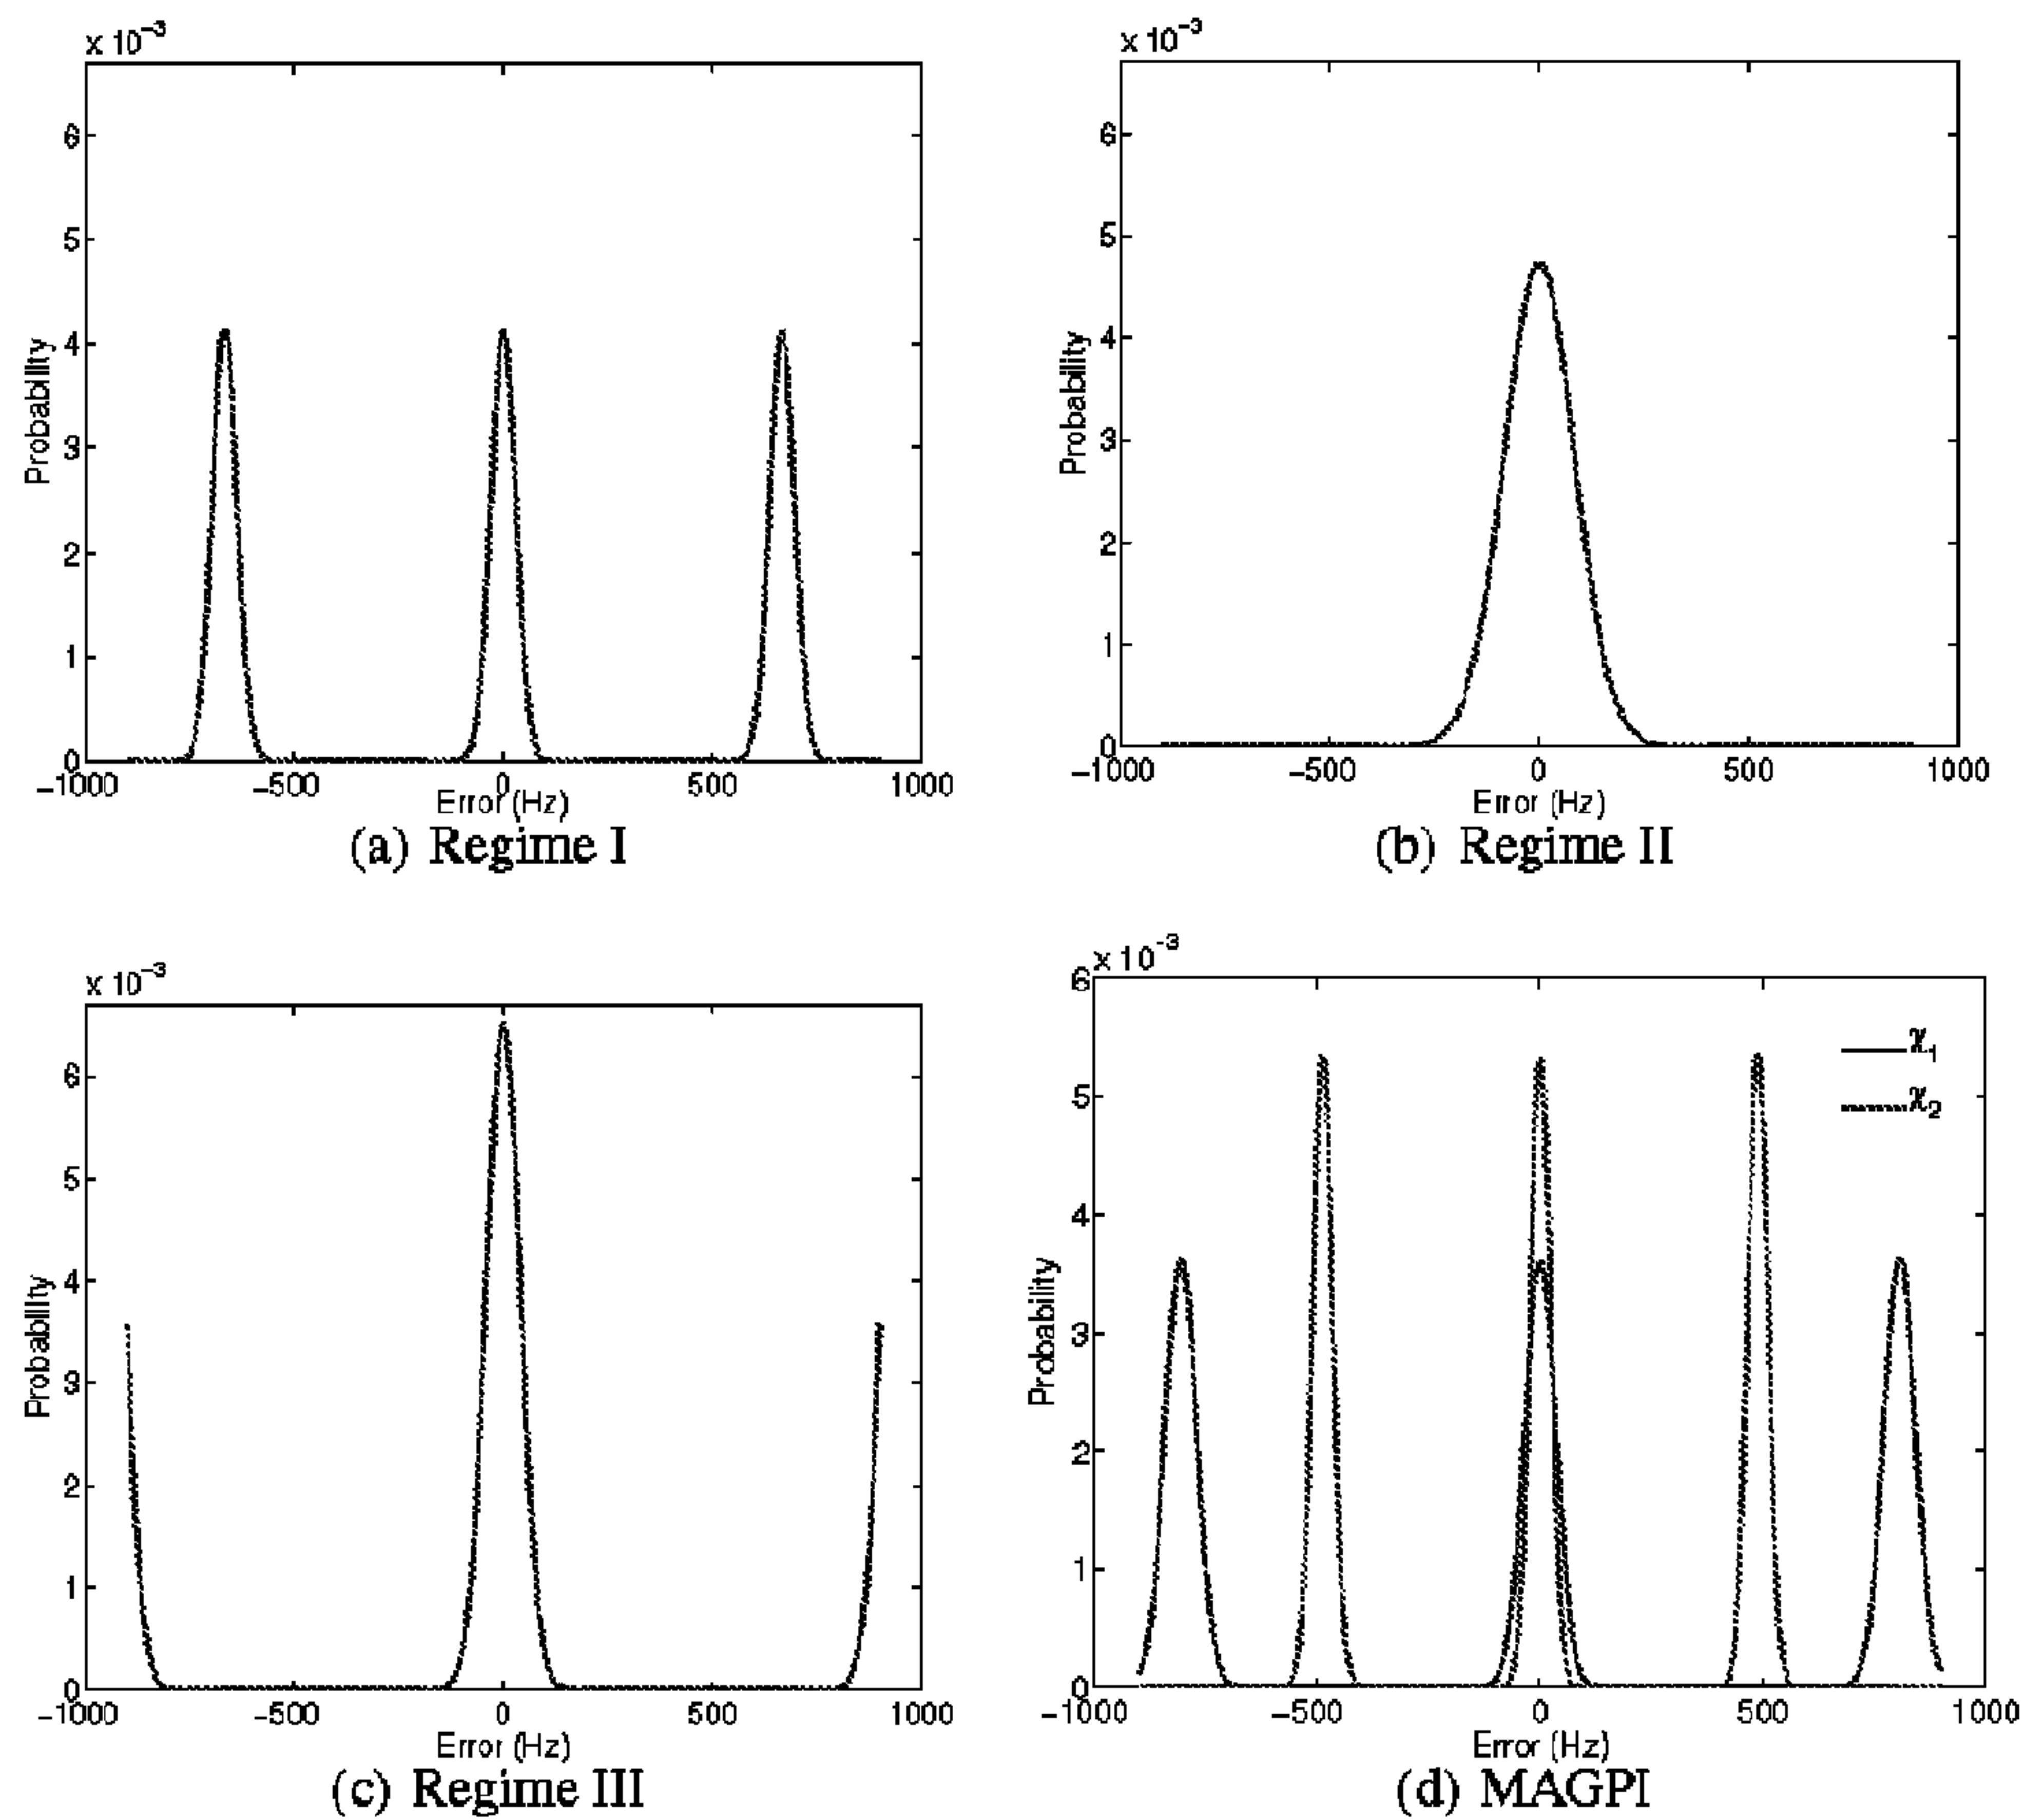 x 10⁻³
6
5
4
3
2
1
0
Probability
−1000 −500 0 500 1000
Error (Hz)
(a) Regime I
x 10⁻³
6
5
4
3
2
1
0
Probability
−1000 −500 0 500 1000
Error (Hz)
(b) Regime II
x 10⁻³
6
5
4
3
2
1
0
Probability
−1000 −500 0 500 1000
Error (Hz)
(c) Regime III
x 10⁻³
6
5
4
3
2
1
0
Probability
χ₁
χ₂
−1000 −500 0 500 1000
Error (Hz)
(d) MAGPI